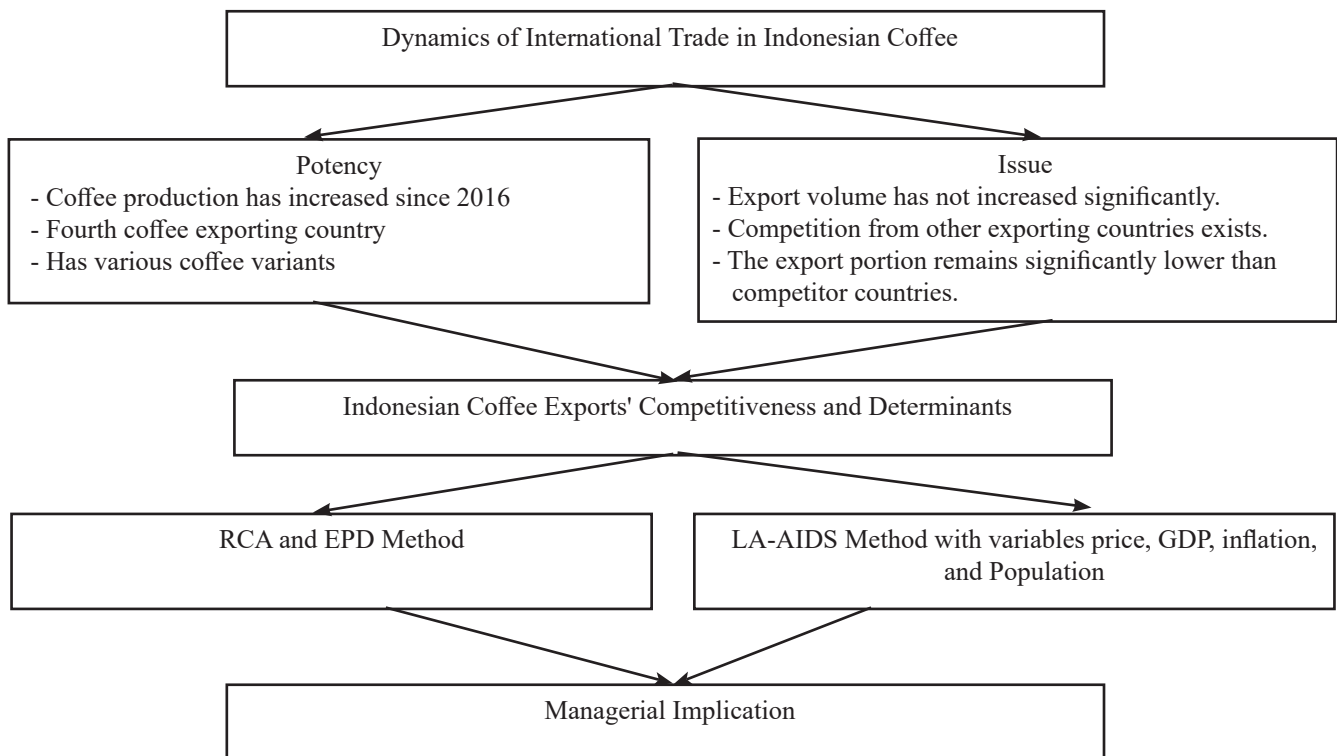 Dynamics of International Trade in Indonesian Coffee
Potency
- Coffee production has increased since 2016
- Fourth coffee exporting country
- Has various coffee variants
Issue
- Export volume has not increased significantly.
- Competition from other exporting countries exists.
- The export portion remains significantly lower than
competitor countries.
Indonesian Coffee Exports' Competitiveness and Determinants
RCA and EPD Method
LA-AIDS Method with variables price, GDP, inflation,
and Population
Managerial Implication